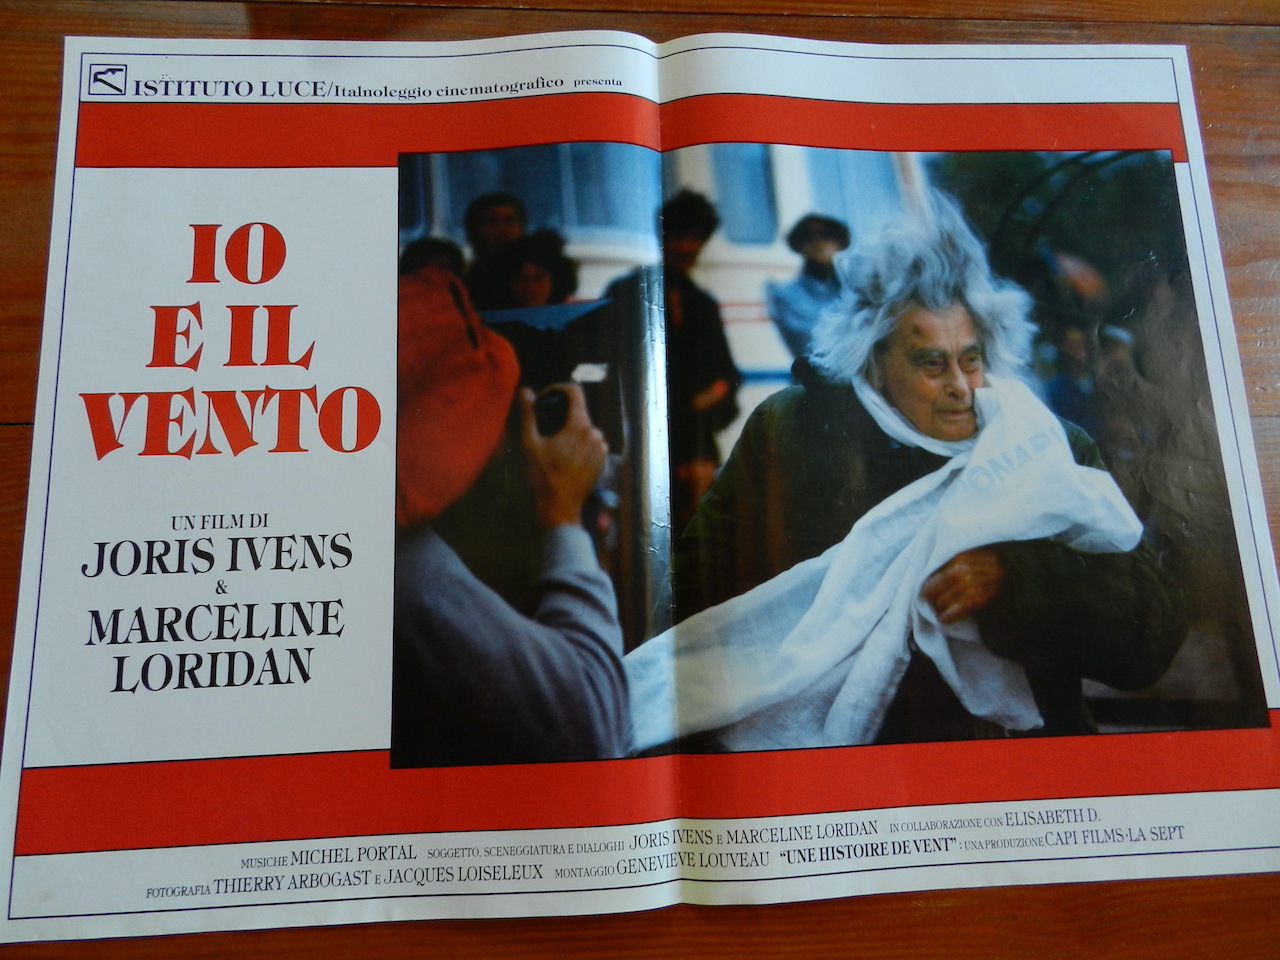 ISTITUTO LUCE/Italnoleggio cinematografico presenta
IO
E IL
VENTO
UN FILM DI
JORIS IVENS
&
MARCELINE
LORIDAN
MUSICHE MICHEL PORTAL SOGGETTO, SCENEGGIATURA E DIALOGHI JORIS IVENS E MARCELINE LORIDAN IN COLLABORAZIONE CON ELISABETH D.
FOTOGRAFIA THIERRY ARBOGAST E JACQUES LOISELEUX MONTAGGIO GENEVIEVE LOUVEAU "UNE HISTOIRE DE VENT": UNA PRODUZIONE CAPI FILMS·LA SEPT